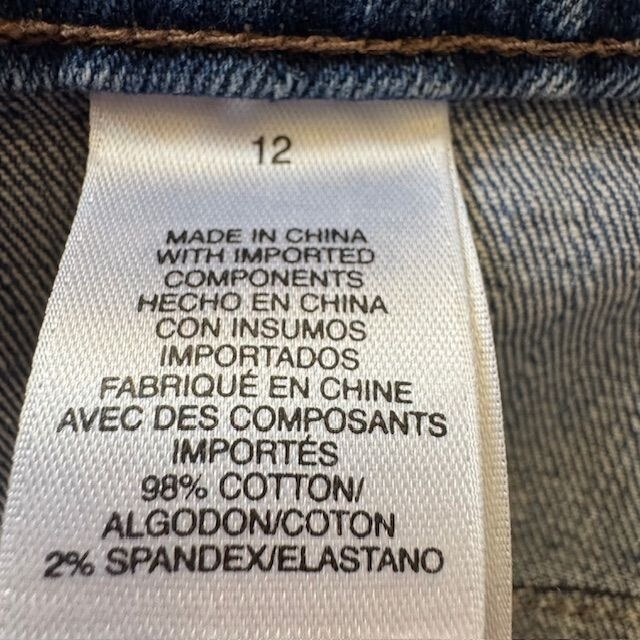 12
MADE IN CHINA
WITH IMPORTED
COMPONENTS
HECHO EN CHINA
CON INSUMOS
IMPORTADOS
FABRIQUÉ EN CHINE
AVEC DES COMPOSANTS
IMPORTÉS
98% COTTON/
ALGODON/COTON
2% SPANDEX/ELASTANO